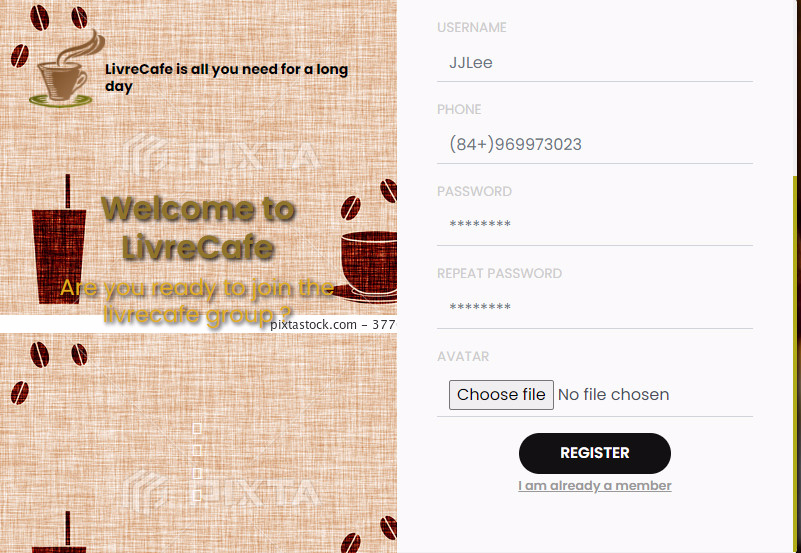 LivreCafe is all you need for a long
day
PIXTA
Welcome to
LivreCafe
Are you ready to join the
livrecafe group ?
pixtastock.com - 377
PIXTA
USERNAME
JJLee
PHONE
(84+)969973023
PASSWORD
********
REPEAT PASSWORD
********
AVATAR
Choose file No file chosen
REGISTER
I am already a member